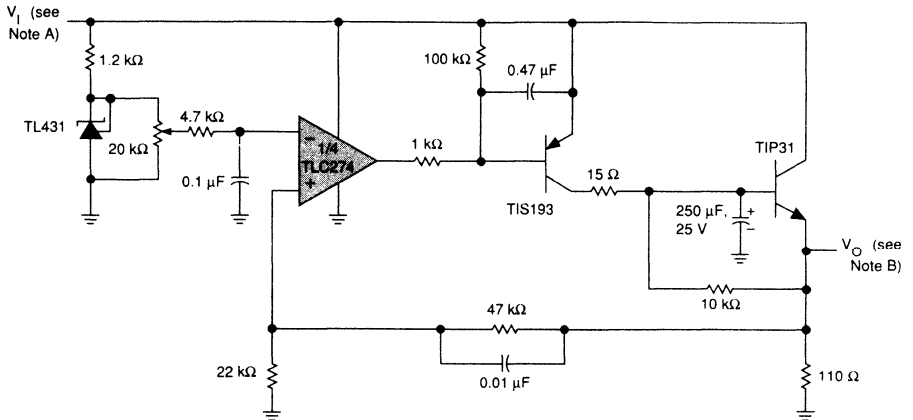 V_I (see
Note A)
1.2 kΩ
TL431
20 kΩ
4.7 kΩ
0.1 µF
–
1/4
TLC274
+
1 kΩ
100 kΩ
0.47 µF
TIS193
15 Ω
250 µF,
25 V
+
–
TIP31
V_O (see
Note B)
10 kΩ
47 kΩ
0.01 µF
22 kΩ
110 Ω